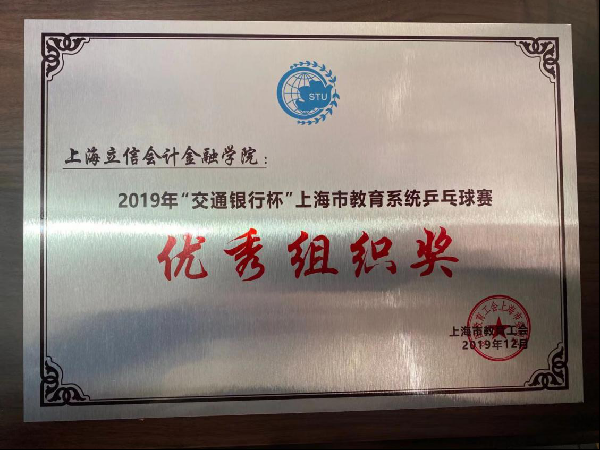 STU
上海立信会计金融学院：
2019年“交通银行杯”上海市教育系统乒乓球赛
优秀组织奖
上海市教育工会
2019年12月